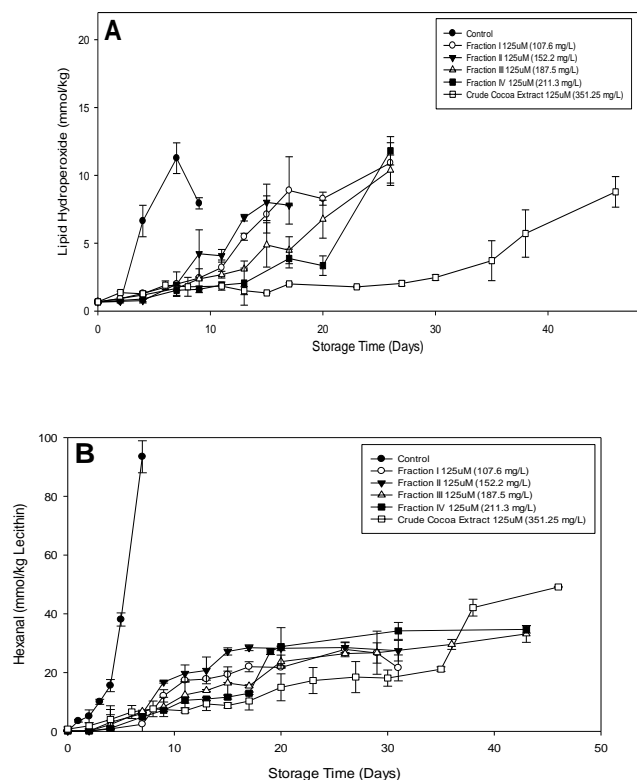 A
Control
Fraction I 125uM (107.6 mg/L)
Fraction II 125uM (152.2 mg/L)
Fraction III 125uM (187.5 mg/L)
Fraction IV 125uM (211.3 mg/L)
Crude Cocoa Extract 125uM (351.25 mg/L)
Lipid Hydroperoxide (mmol/kg)
20
15
10
5
0
0 10 20 30 40
Storage Time (Days)
B
Control
Fraction I 125uM (107.6 mg/L)
Fraction II 125uM (152.2 mg/L)
Fraction III 125uM (187.5 mg/L)
Fraction IV 125uM (211.3 mg/L)
Crude Cocoa Extract 125uM (351.25 mg/L)
Hexanal (mmol/kg Lecithin)
100
80
60
40
20
0
0 10 20 30 40 50
Storage Time (Days)